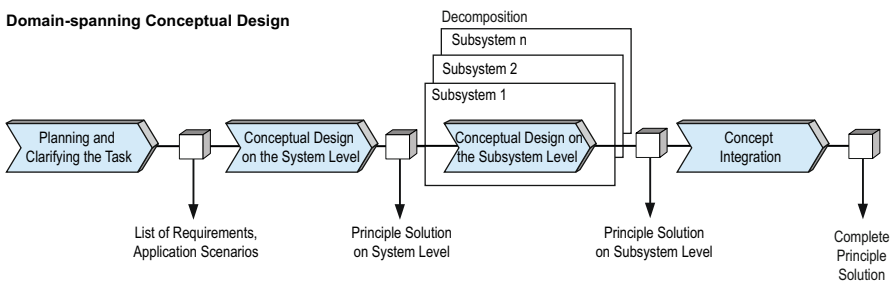 Domain-spanning Conceptual Design
Decomposition
Subsystem n
Subsystem 2
Subsystem 1
Planning and
Clarifying the Task
Conceptual Design
on the System Level
Conceptual Design on
the Subsystem Level
Concept
Integration
List of Requirements,
Application Scenarios
Principle Solution
on System Level
Principle Solution
on Subsystem Level
Complete
Principle
Solution